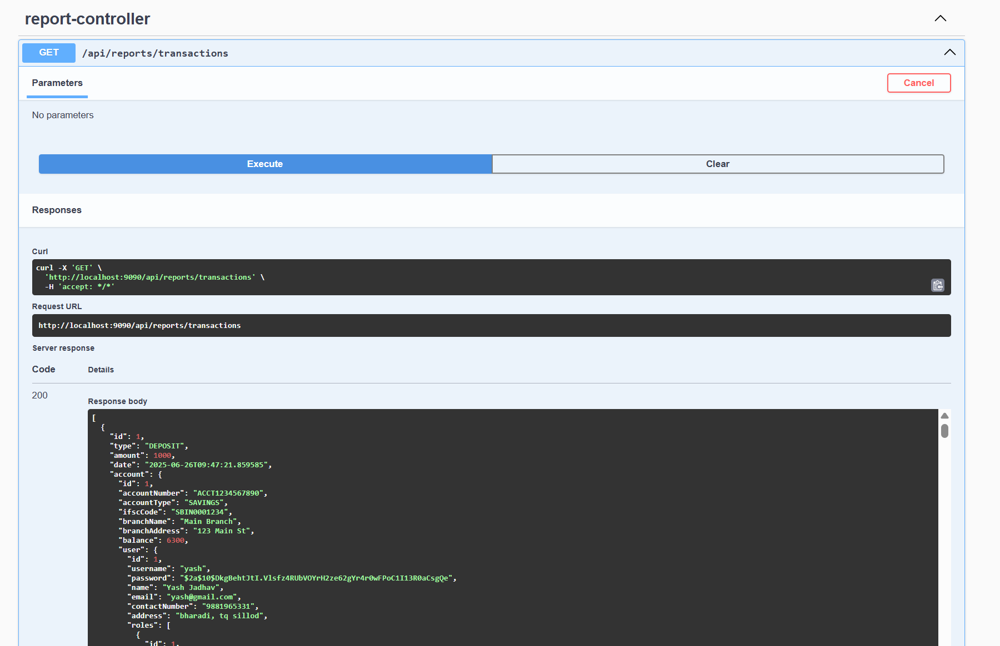 report-controller
GET /api/reports/transactions
Parameters
Cancel
No parameters
Execute
Clear
Responses
Curl
curl -X 'GET' \
  'http://localhost:9090/api/reports/transactions' \
  -H 'accept: */*'
Request URL
http://localhost:9090/api/reports/transactions
Server response
Code Details
200
Response body
[
  {
    "id": 1,
    "type": "DEPOSIT",
    "amount": 1000,
    "date": "2025-06-26T09:47:21.859585",
    "account": {
      "id": 1,
      "accountNumber": "ACCT1234567890",
      "accountType": "SAVINGS",
      "ifscCode": "SBIN0001234",
      "branchName": "Main Branch",
      "branchAddress": "123 Main St",
      "balance": 6300,
      "user": {
        "id": 1,
        "username": "yash",
        "password": "$2a$10$DkgBehtJtI.Vlsfz4RUbVOYrH2ze62gYr4r0wFPoC1I13R0aCsgQe",
        "name": "Yash Jadhav",
        "email": "yash@gmail.com",
        "contactNumber": "9881965331",
        "address": "bharadi, tq sillod",
        "roles": [
          {
            "id": 1,